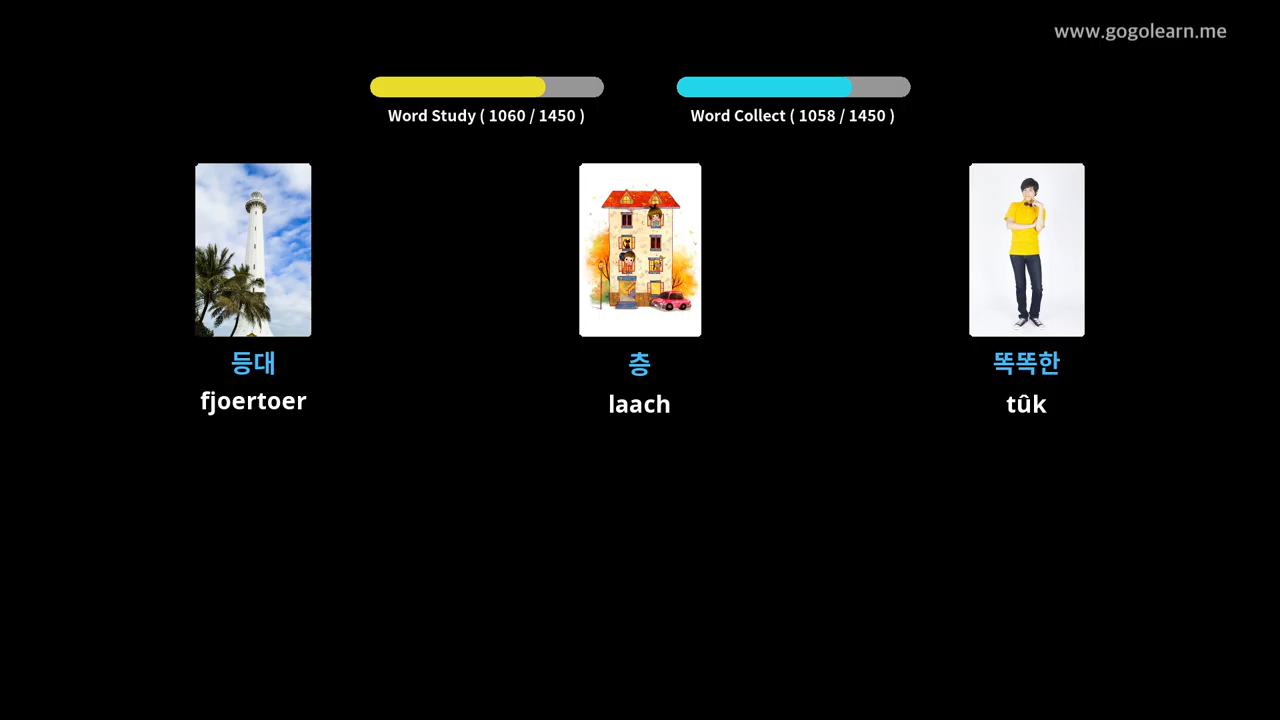 www.gogolearn.me
Word Study ( 1060 / 1450 )
Word Collect ( 1058 / 1450 )
등대
fjoertoer
층
laach
똑똑한
tûk